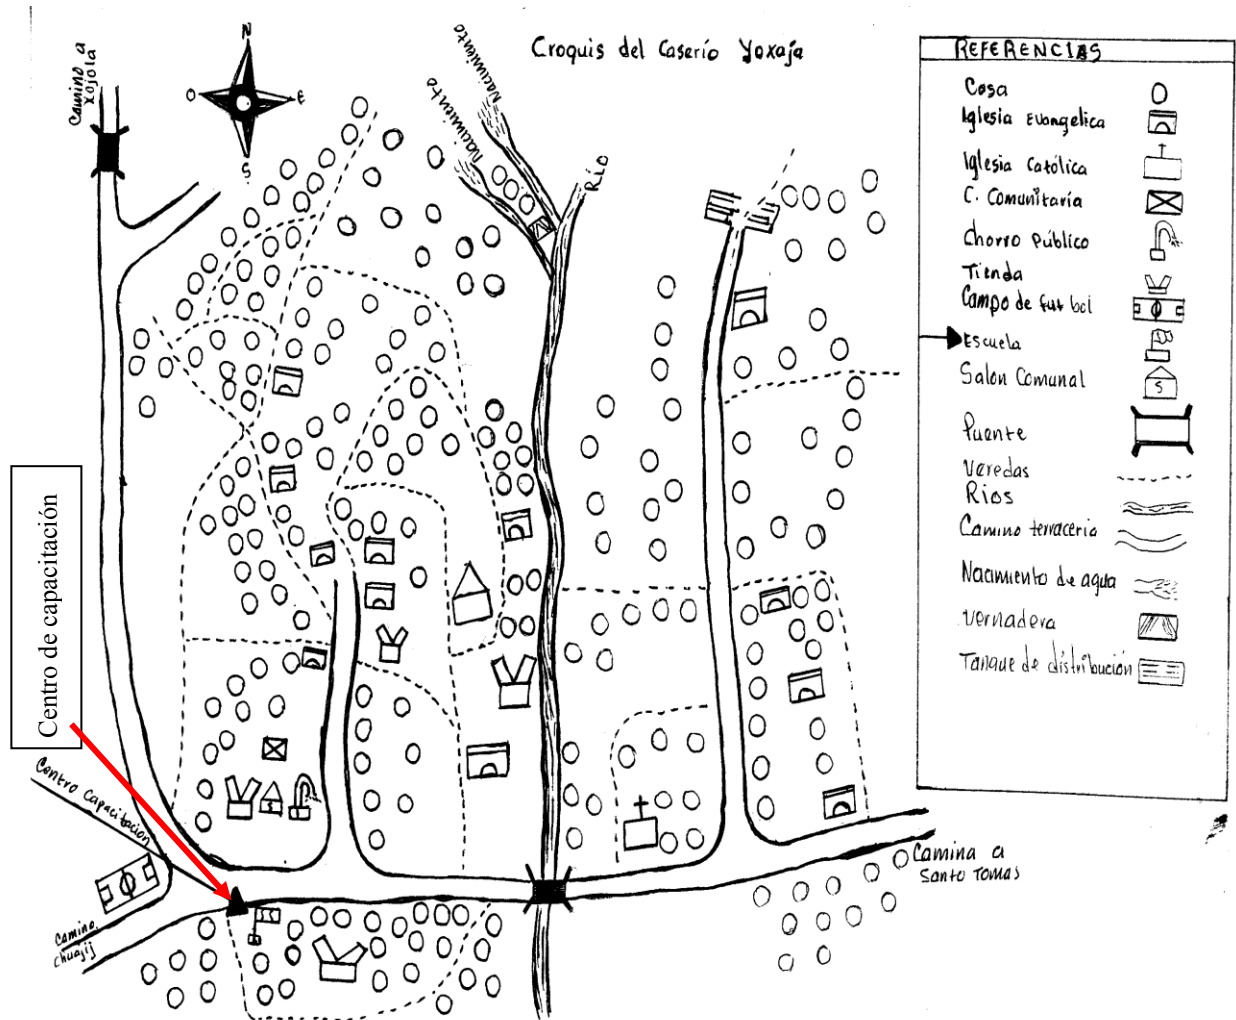 Croquis del Caserío Yoxaja
Camino a
Xojola
N
O
E
S
Nacimiento
Nacimiento
Río
REFERENCIAS
Casa
Iglesia Evangelica
Iglesia Católica
C. Comunitaria
Chorro Público
Tienda
Campo de fut bol
Escuela
Salon Comunal
S
Puente
Veredas
Rios
Camino terraceria
Nacimiento de agua
Vernadera
Tanque de distribución
Centro de capacitación
Centro Capacitacion
S
Camino
Chuajij
Camina a
Santo Tomas